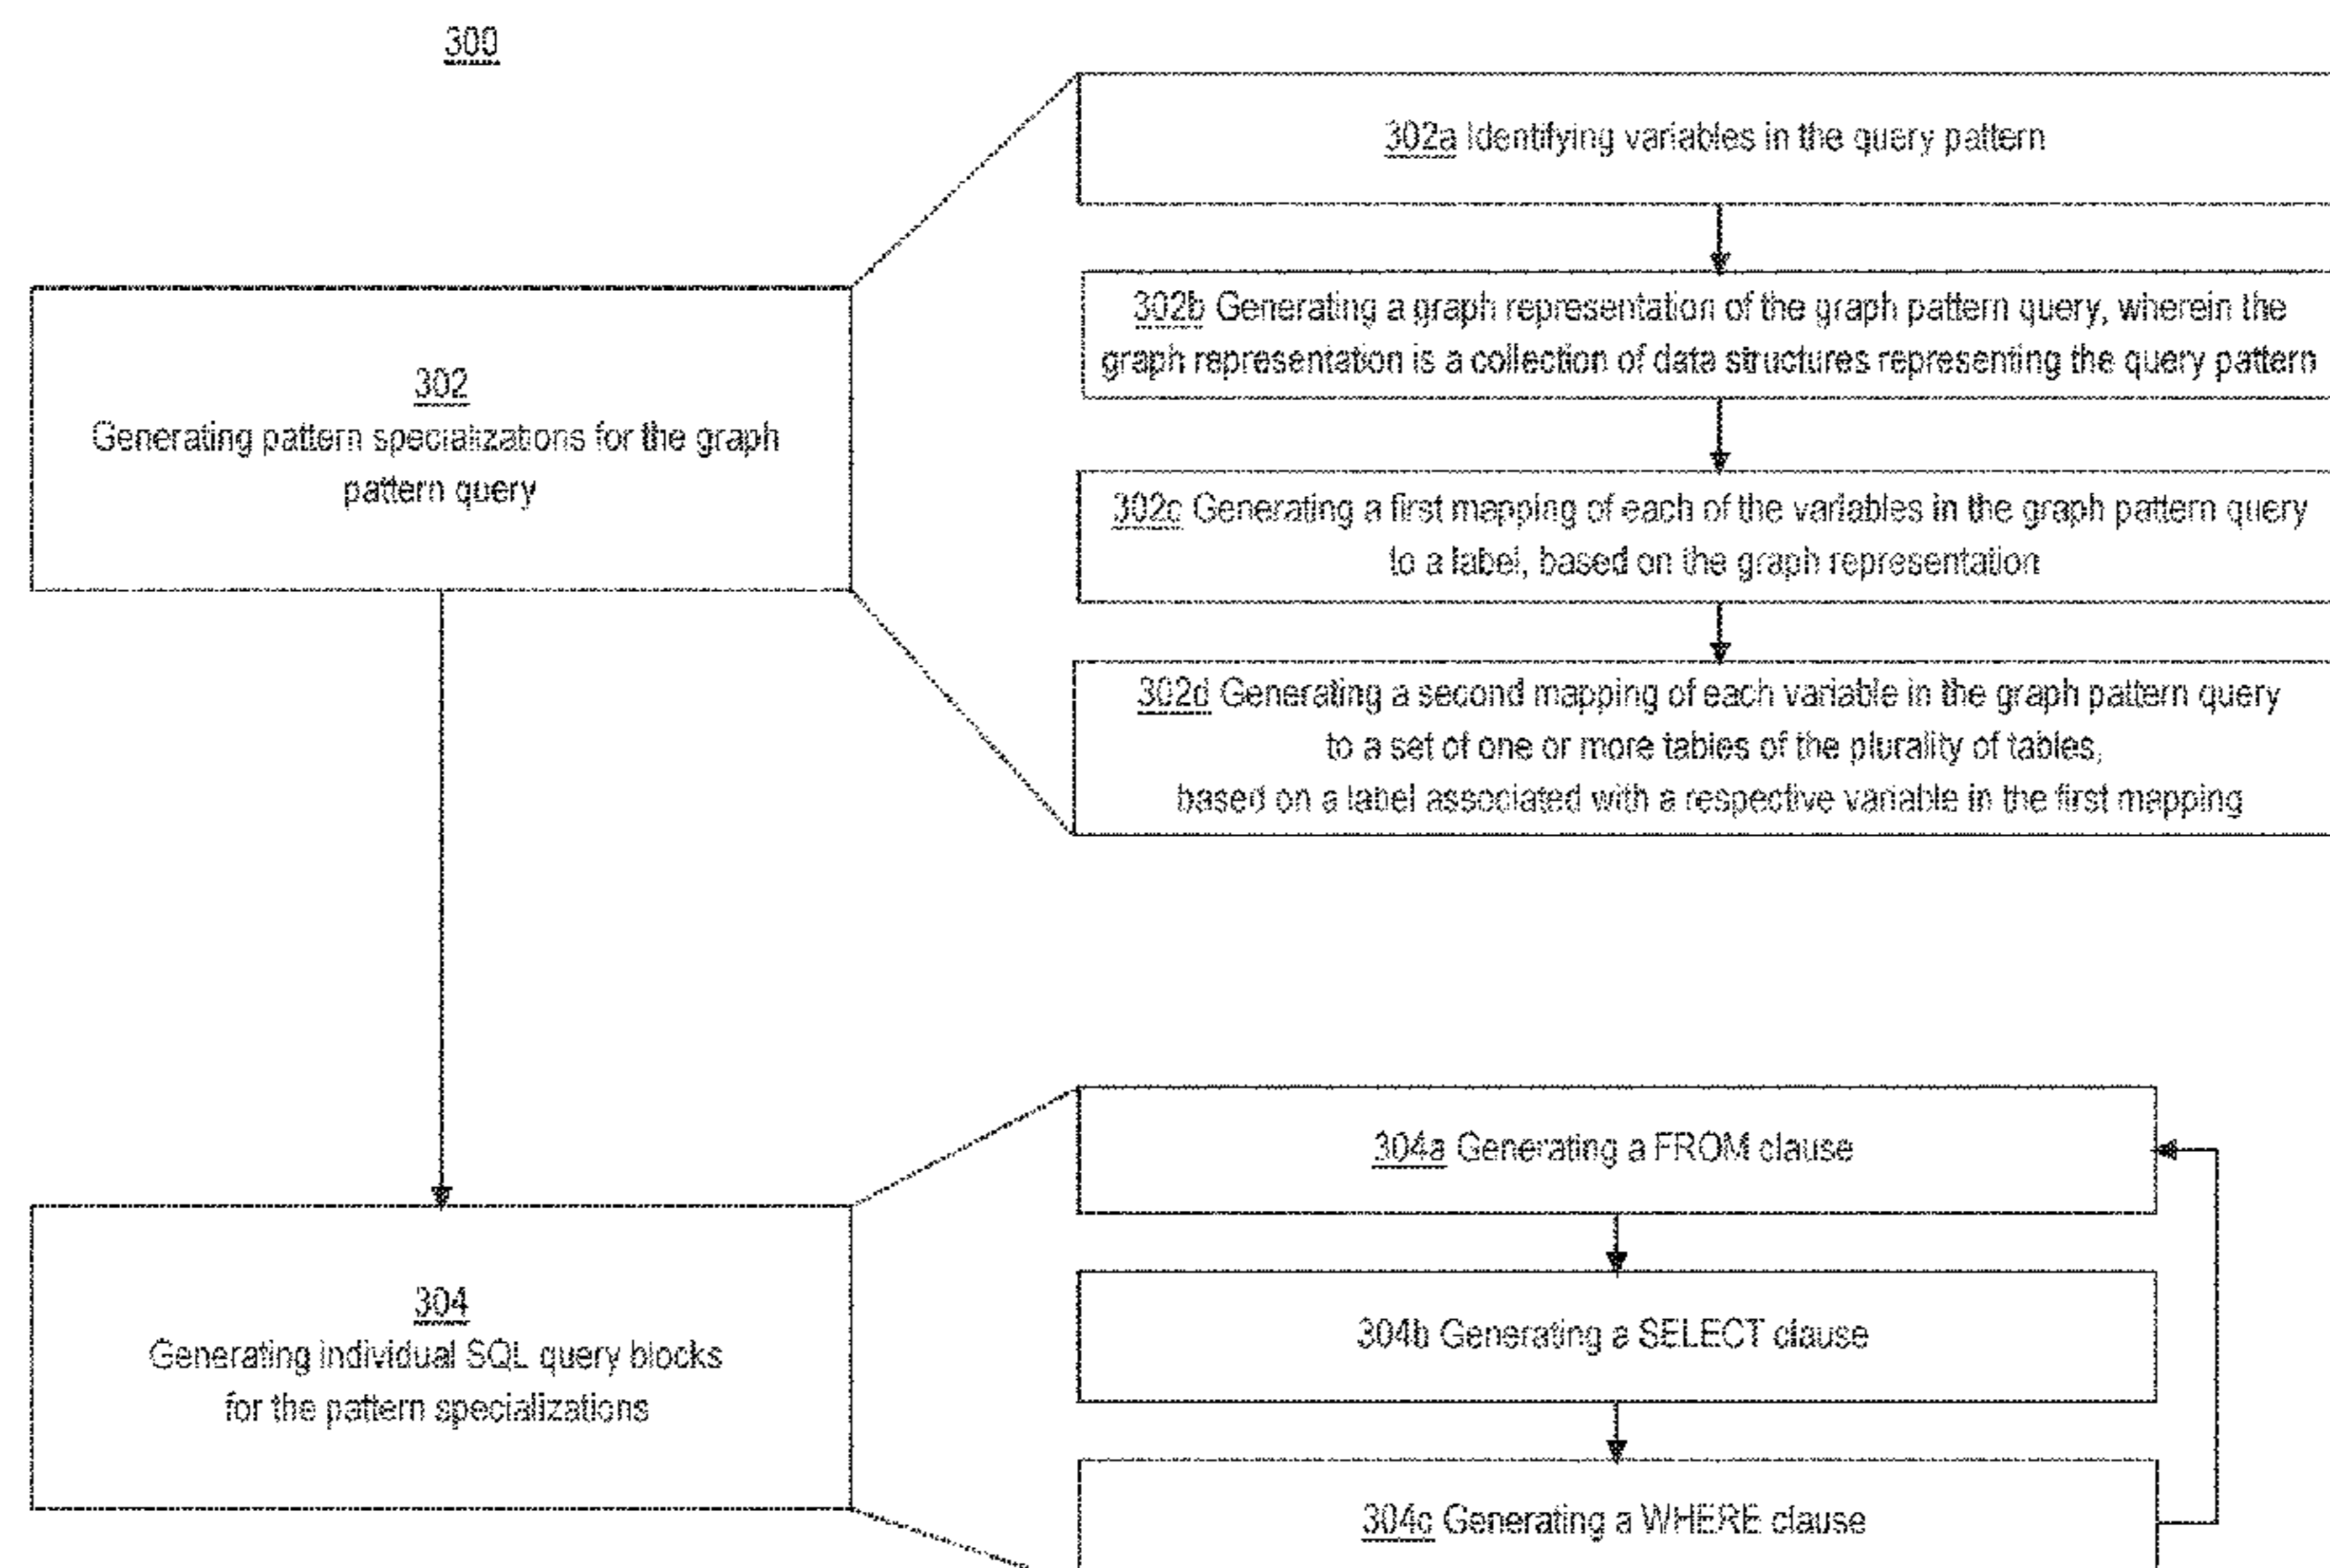 300
302a Identifying variables in the query pattern
302b Generating a graph representation of the graph pattern query, wherein the
graph representation is a collection of data structures representing the query pattern
302
Generating pattern specializations for the graph
pattern query
302c Generating a first mapping of each of the variables in the graph pattern query
to a label, based on the graph representation
302d Generating a second mapping of each variable in the graph pattern query
to a set of one or more tables of the plurality of tables,
based on a label associated with a respective variable in the first mapping
304a Generating a FROM clause
304
Generating individual SQL query blocks
for the pattern specializations
304b Generating a SELECT clause
304c Generating a WHERE clause